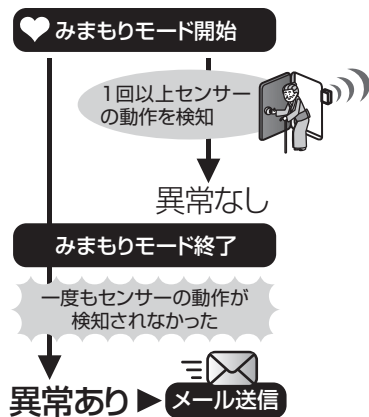 みまもりモード開始
1回以上センサー
の動作を検知
異常なし
みまもりモード終了
一度もセンサーの動作が
検知されなかった
異常あり▶メール送信